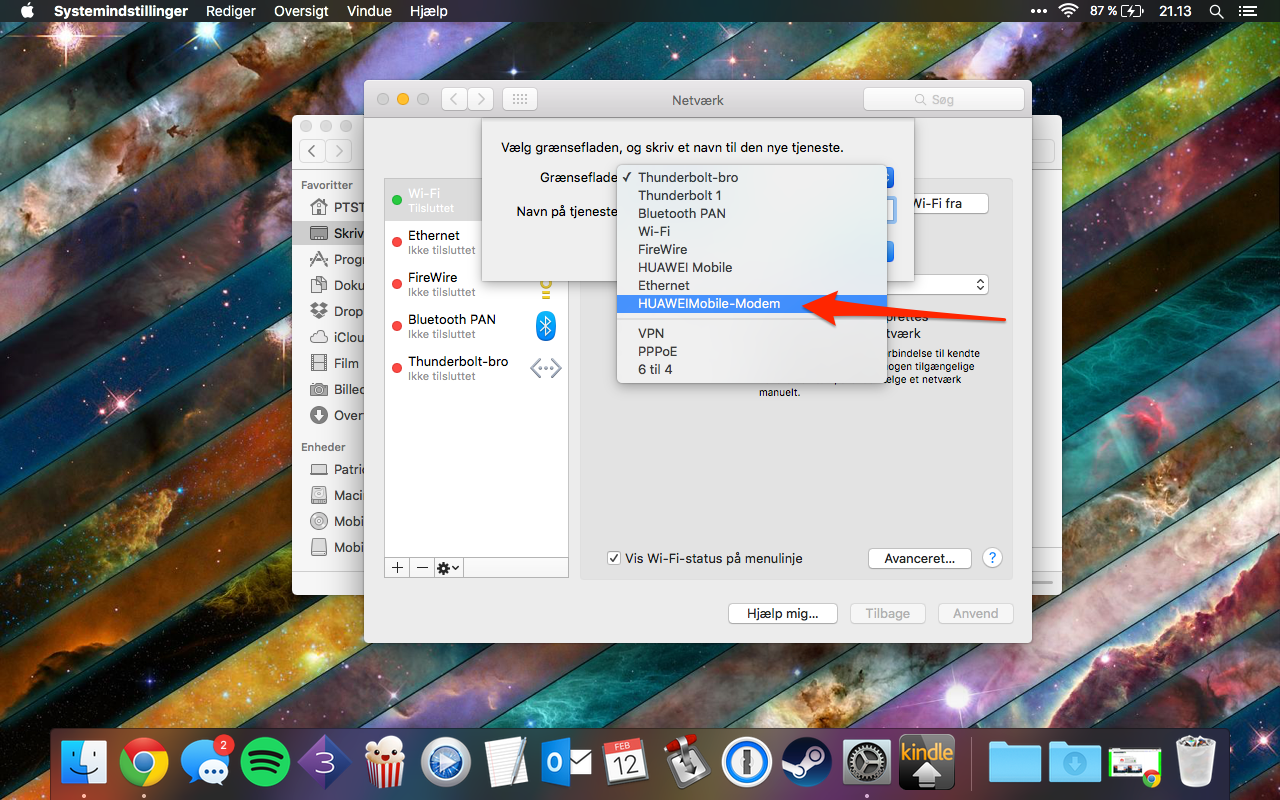 Systemindstillinger Rediger Oversigt Vindue Hjælp 87 % 21.13
Netværk
Søg
Vælg grænsefladen, og skriv et navn til den nye tjeneste.
Grænseflade
Navn på tjeneste
✓ Thunderbolt-bro
Thunderbolt 1
Bluetooth PAN
Wi-Fi
FireWire
HUAWEI Mobile
Ethernet
HUAWEIMobile-Modem
VPN
PPPoE
6 til 4
Favoritter
PTST
Skriv
Prog
Doku
Drop
iClou
Film
Billed
Over
Enheder
Patric
Maci
Mobi
Mobi
Wi-Fi
Tilsluttet
Ethernet
Ikke tilsluttet
FireWire
Ikke tilsluttet
Bluetooth PAN
Ikke tilsluttet
Thunderbolt-bro
Ikke tilsluttet
Wi-Fi fra
prettes
tværk
rbindelse til kendte
ogen tilgængelige
elge et netværk
manuelt.
Vis Wi-Fi-status på menulinje
Avanceret...
?
Hjælp mig...
Tilbage
Anvend
2
3
FEB
12
kindle